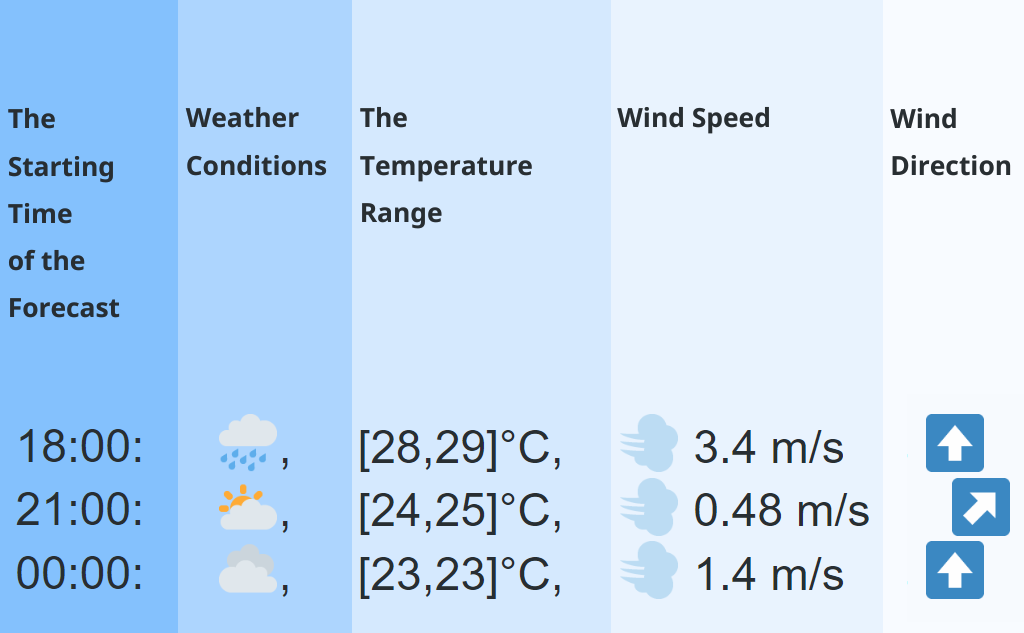 The
Starting
Time
of the
Forecast
Weather
Conditions
The
Temperature
Range
Wind Speed
Wind
Direction
18:00: , [28,29]°C, 3.4 m/s
21:00: , [24,25]°C, 0.48 m/s
00:00: , [23,23]°C, 1.4 m/s